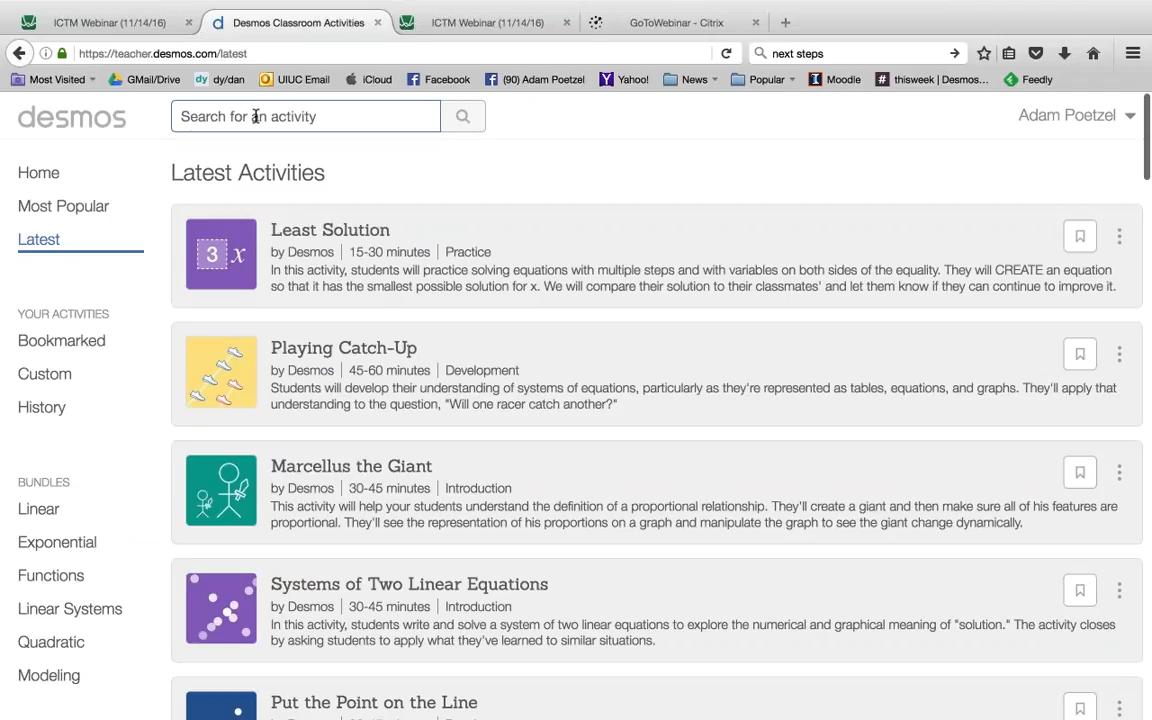 ICTM Webinar (11/14/16) × Desmos Classroom Activities × ICTM Webinar (11/14/16) × GoToWebinar - Citrix × +
https://teacher.desmos.com/latest next steps
Most Visited GMail/Drive dy dy/dan UIUC Email iCloud Facebook (90) Adam Poetzel Yahoo! News Popular Moodle # thisweek | Desmos... Feedly
desmos Search for an activity Adam Poetzel
Home
Most Popular
Latest
YOUR ACTIVITIES
Bookmarked
Custom
History
BUNDLES
Linear
Exponential
Functions
Linear Systems
Quadratic
Modeling
Latest Activities
3 x
Least Solution
by Desmos | 15-30 minutes | Practice
In this activity, students will practice solving equations with multiple steps and with variables on both sides of the equality. They will CREATE an equation
so that it has the smallest possible solution for x. We will compare their solution to their classmates' and let them know if they can continue to improve it.
Playing Catch-Up
by Desmos | 45-60 minutes | Development
Students will develop their understanding of systems of equations, particularly as they're represented as tables, equations, and graphs. They'll apply that
understanding to the question, "Will one racer catch another?"
Marcellus the Giant
by Desmos | 30-45 minutes | Introduction
This activity will help your students understand the definition of a proportional relationship. They'll create a giant and then make sure all of his features are
proportional. They'll see the representation of his proportions on a graph and manipulate the graph to see the giant change dynamically.
Systems of Two Linear Equations
by Desmos | 30-45 minutes | Introduction
In this activity, students write and solve a system of two linear equations to explore the numerical and graphical meaning of "solution." The activity closes
by asking students to apply what they've learned to similar situations.
Put the Point on the Line